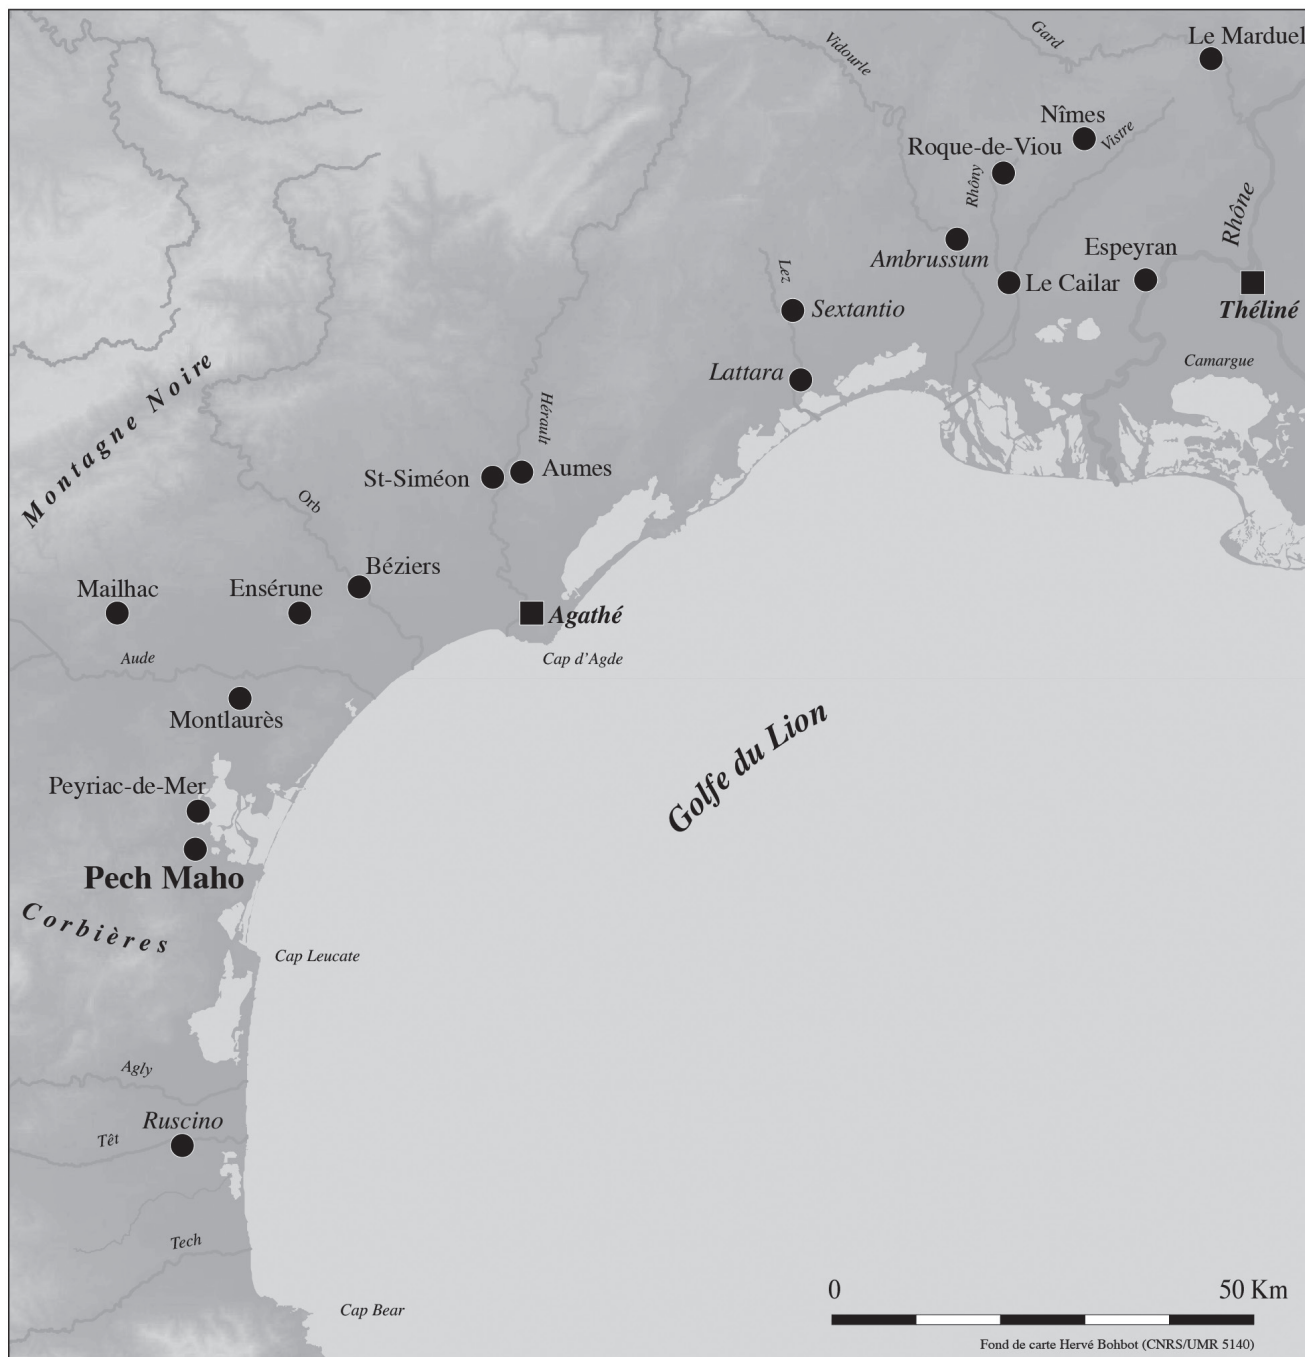 Gard
Le Marduel
Vidourle
Nîmes
Vistre
Roque-de-Viou
Rhôny
Rhône
Ambrussum
Espeyran
Lez
Le Cailar
Sextantio
Théliné
Camargue
Lattara
Montagne Noire
Hérault
St-Siméon
Aumes
Orb
Béziers
Mailhac
Ensérune
Agathé
Aude
Cap d'Agde
Montlaurès
Golfe du Lion
Peyriac-de-Mer
Pech Maho
Corbières
Cap Leucate
Agly
Ruscino
Têt
Tech
Cap Bear
0 50 Km
Fond de carte Hervé Bohbot (CNRS/UMR 5140)